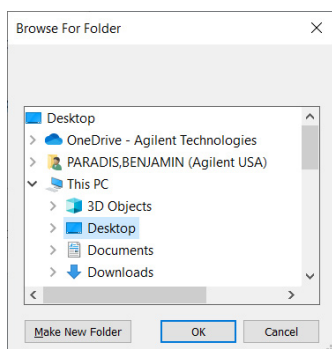 Browse For Folder
Desktop
OneDrive - Agilent Technologies
PARADIS,BENJAMIN (Agilent USA)
This PC
3D Objects
Desktop
Documents
Downloads
Make New Folder
OK
Cancel